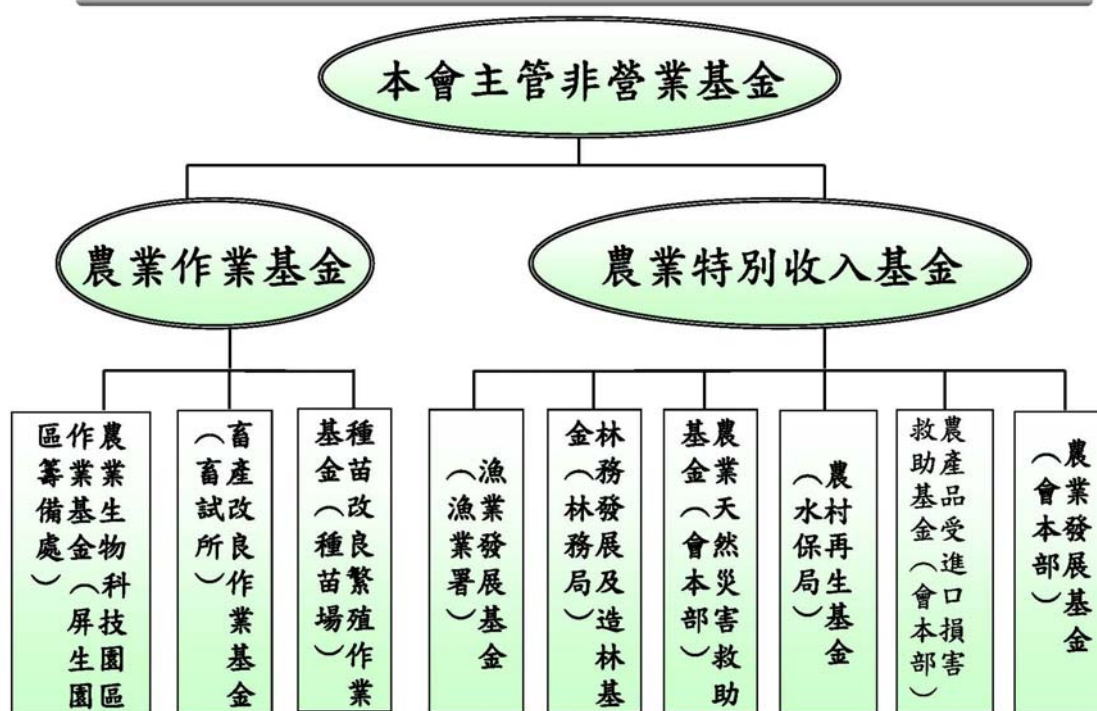 本會主管非營業基金
農業作業基金
農業特別收入基金
農業生物科技園區
作業基金（屏生園
區籌備處）
畜產改良作業基金
（畜試所）
種苗改良繁殖作業
基金（種苗場）
漁業發展基金
（漁業署）
林務發展及造林基
金（林務局）
農業天然災害救助
基金（會本部）
農村再生基金
（水保局）
農產品受進口損害
救助基金（會本部）
農業發展基金
（會本部）